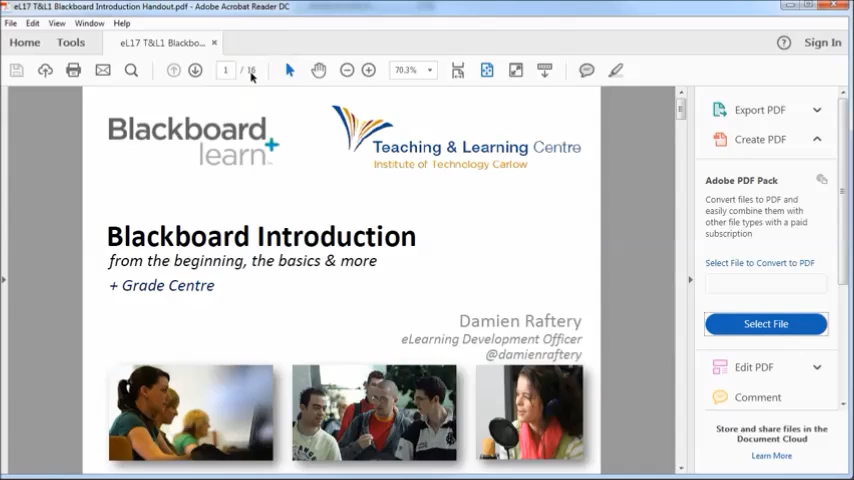 eL17 T&L1 Blackboard Introduction Handout.pdf - Adobe Acrobat Reader DC
File Edit View Window Help
Home Tools eL17 T&L1 Blackbo... × Sign In
1 / 16 70.3%
Blackboard
learn+
Teaching & Learning Centre
Institute of Technology Carlow
Blackboard Introduction
from the beginning, the basics & more
+ Grade Centre
Damien Raftery
eLearning Development Officer
@damienraftery
Export PDF
Create PDF
Adobe PDF Pack
Convert files to PDF and
easily combine them with
other file types with a paid
subscription
Select File to Convert to PDF
Select File
Edit PDF
Comment
Store and share files in the
Document Cloud
Learn More